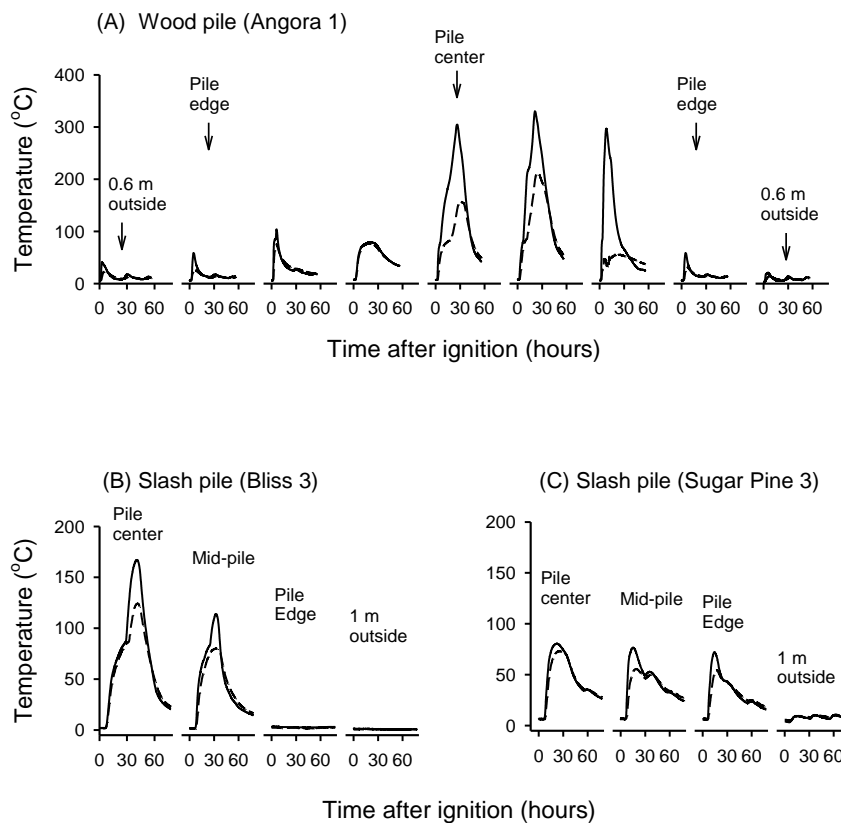 (A) Wood pile (Angora 1)
Pile
center
Pile
edge
Pile
edge
0.6 m
outside
0.6 m
outside
Temperature (°C)
400
300
200
100
0
0 30 60 0 30 60 0 30 60 0 30 60 0 30 60 0 30 60 0 30 60 0 30 60 0 30 60
Time after ignition (hours)
(B) Slash pile (Bliss 3)
Pile
center
Mid-pile
Pile
Edge
1 m
outside
Temperature (°C)
200
150
100
50
0
0 30 60 0 30 60 0 30 60 0 30 60
(C) Slash pile (Sugar Pine 3)
Pile
center
Mid-pile
Pile
Edge
1 m
outside
200
150
100
50
0
0 30 60 0 30 60 0 30 60 0 30 60
Time after ignition (hours)